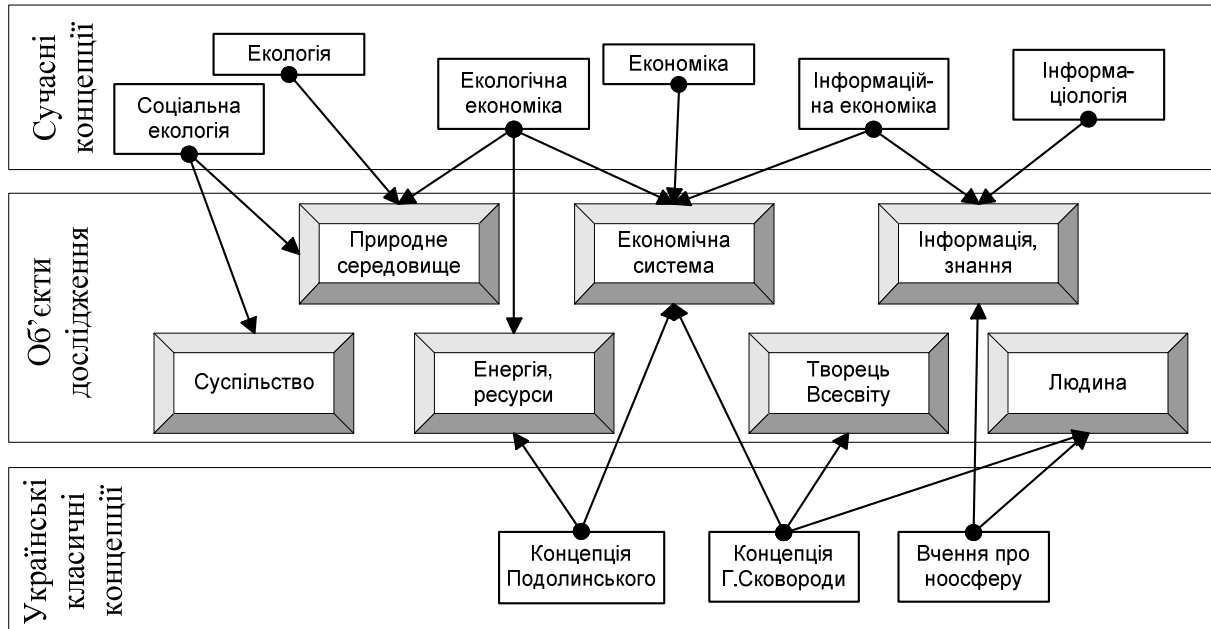 Сучасні
концепції
Екологія
Соціальна
екологія
Екологічна
економіка
Економіка
Інформацій-
на економіка
Інформа-
ціологія
Об’єкти
дослідження
Природне
середовище
Економічна
система
Інформація,
знання
Суспільство
Енергія,
ресурси
Творець
Всесвіту
Людина
Українські
класичні
концепції
Концепція
Подолинського
Концепція
Г.Сковороди
Вчення про
ноосферу